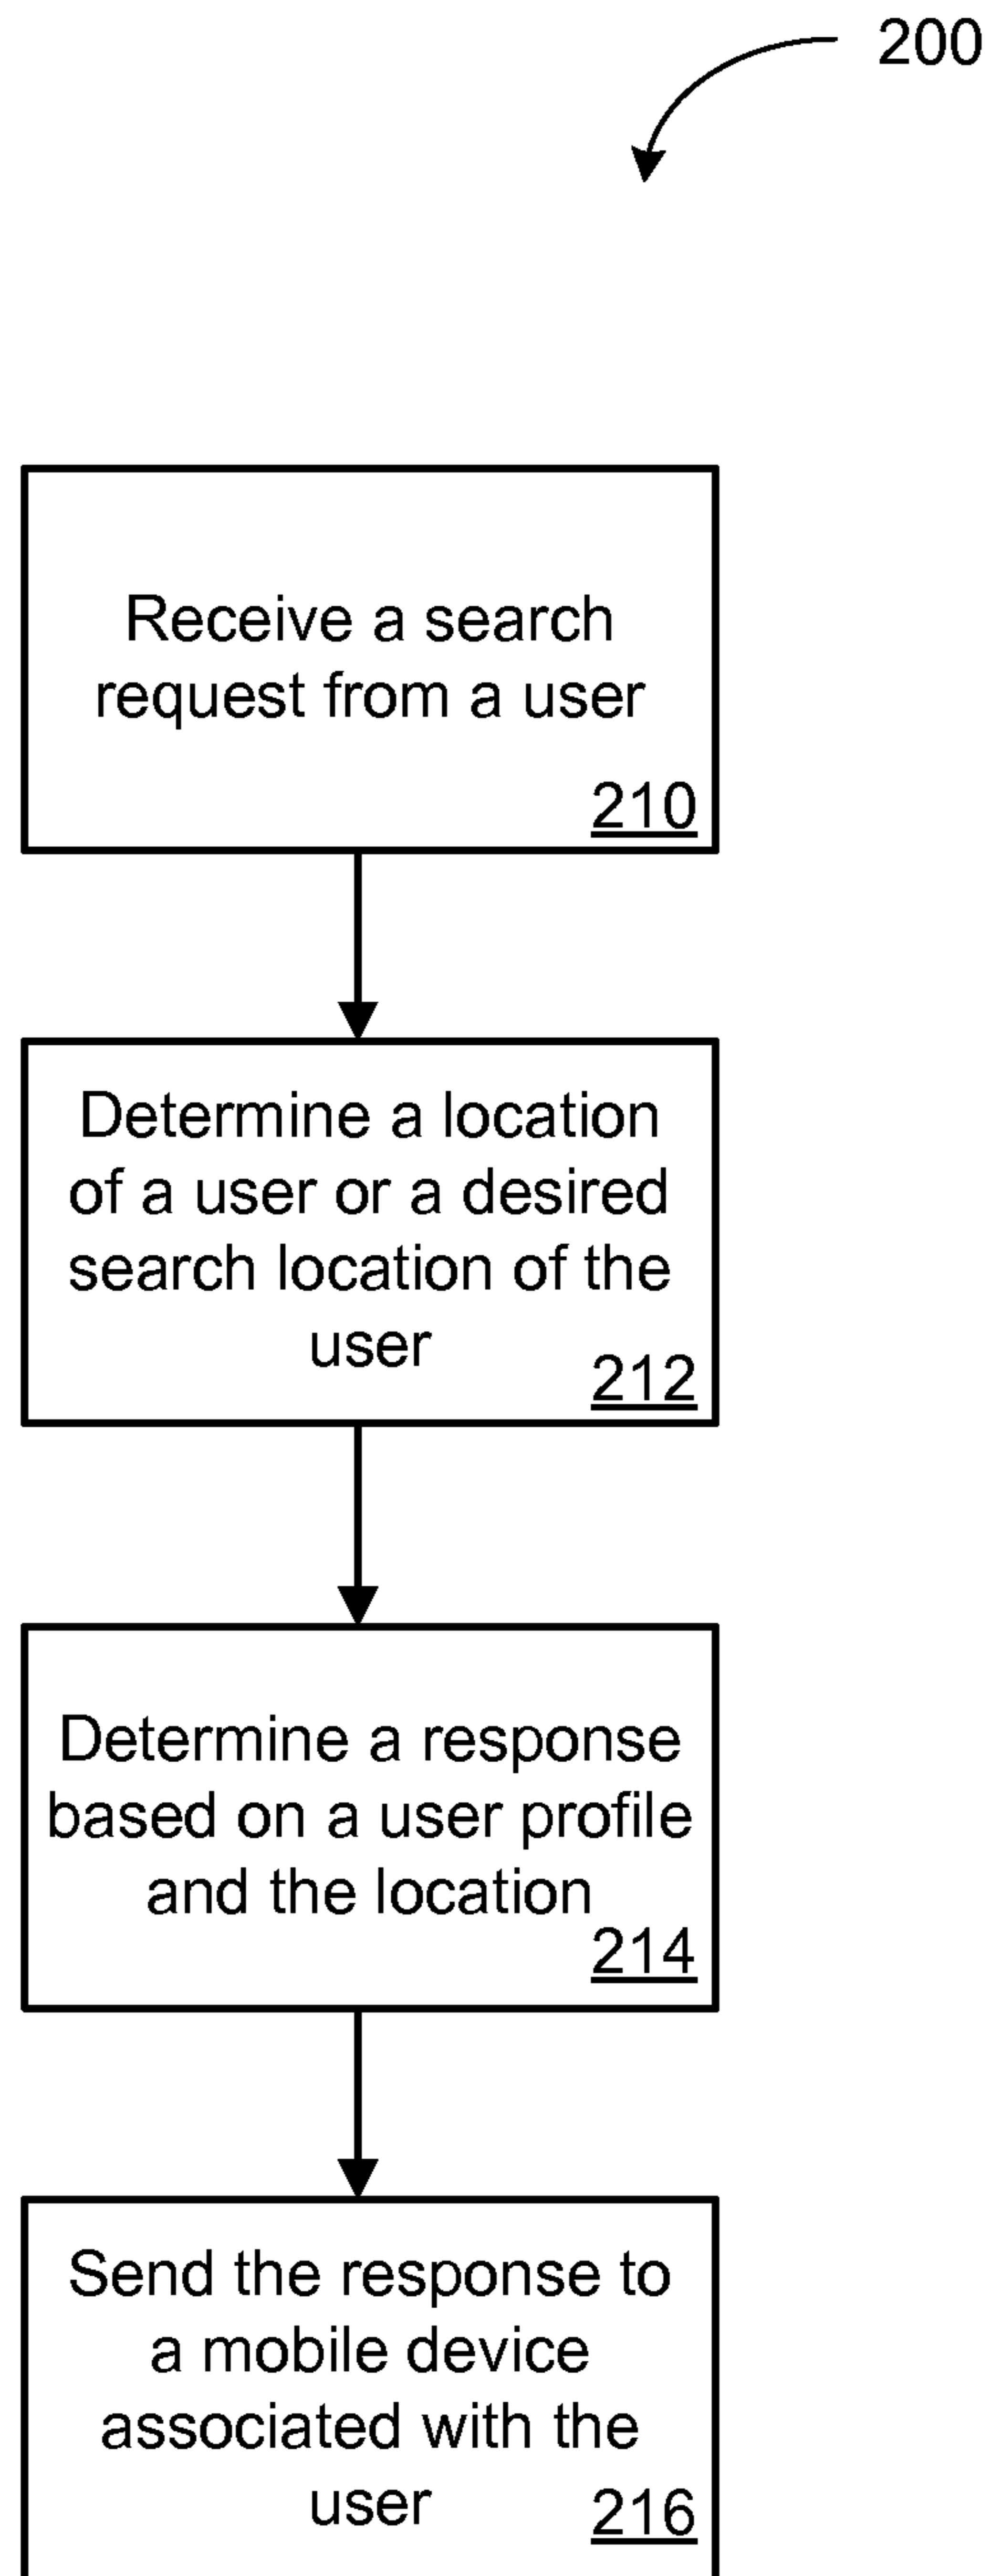 200
Receive a search
request from a user
210
Determine a location
of a user or a desired
search location of the
user
212
Determine a response
based on a user profile
and the location
214
Send the response to
a mobile device
associated with the
user
216